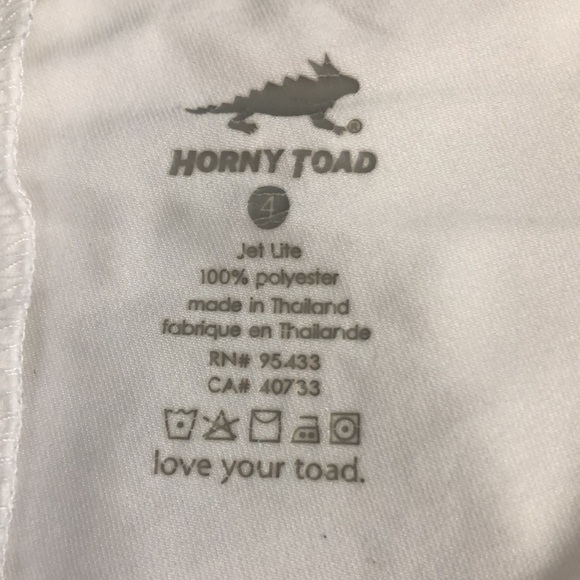 HORNY TOAD
4
Jet Lite
100% polyester
made in Thailand
fabrique en Thailande
RN# 95433
CA# 40733
love your toad.